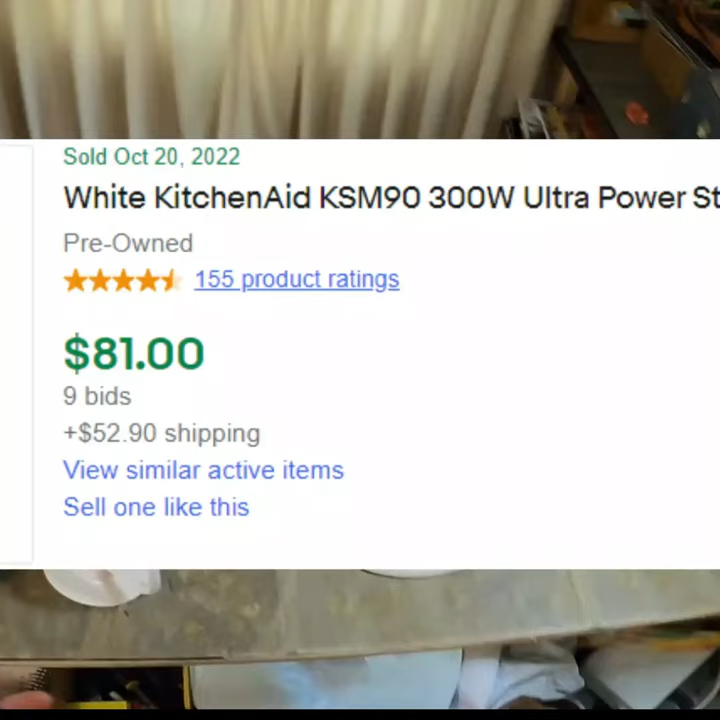 Sold Oct 20, 2022
White KitchenAid KSM90 300W Ultra Power St
Pre-Owned
155 product ratings
$81.00
9 bids
+$52.90 shipping
View similar active items
Sell one like this